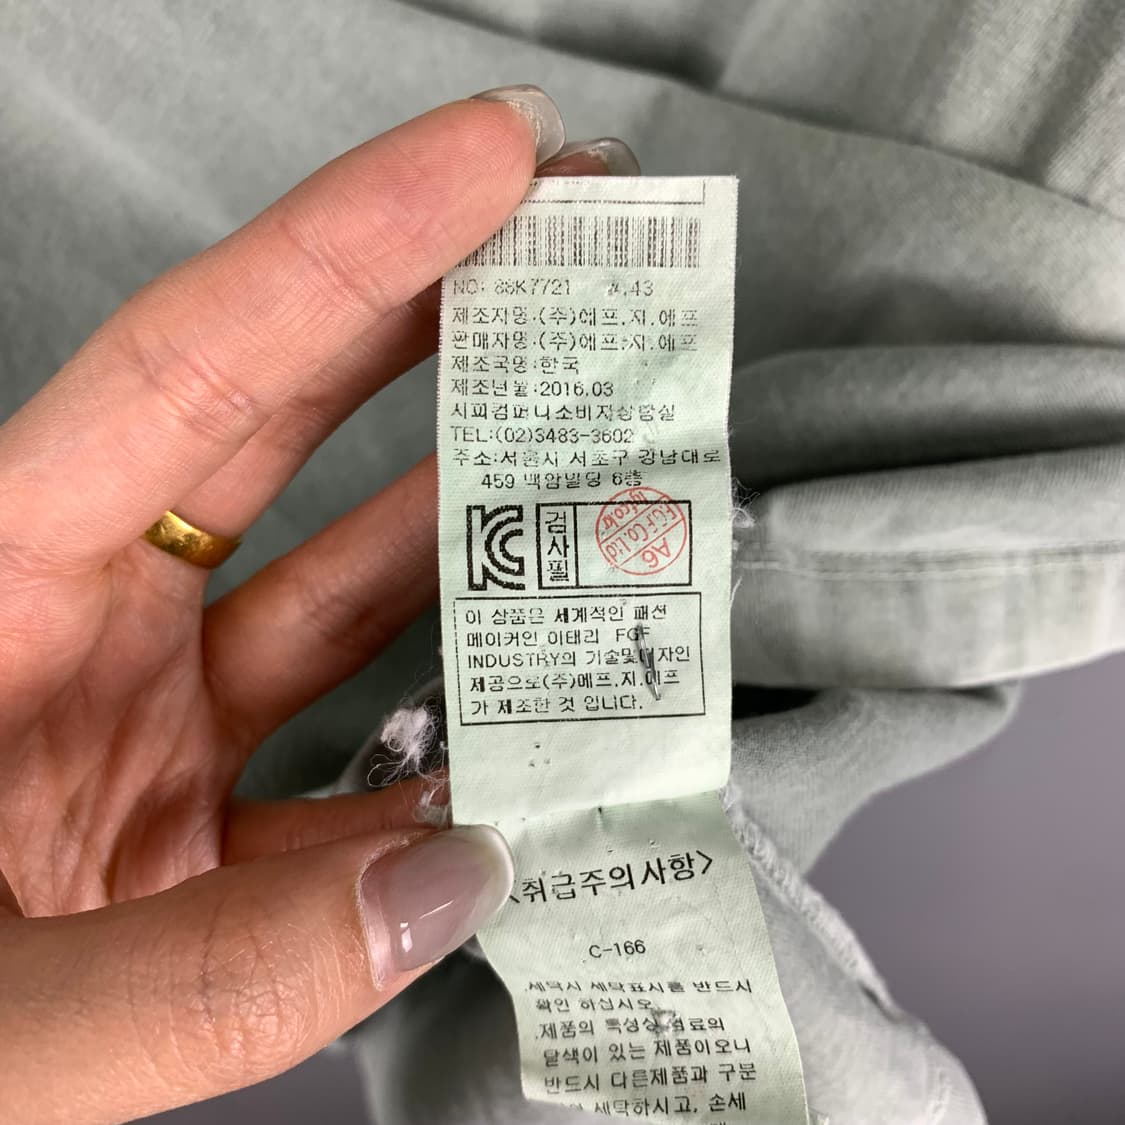 NO: 88K7721 #.43
제조자명:(주)에프.지.에프
판매자명:(주)에프.지.에프
제조국명:한국
제조년월:2016.03
시피컴퍼니소비자상담실
TEL:(02)3483-3602
주소:서울시 서초구 강남대로
459 백암빌딩 6층
KC
검사필
FGF Co.Ltd
A6
이 상품은 세계적인 패션
메이커인 이태리 FGF
INDUSTRY의 기술및디자인
제공으로(주)에프.지.에프
가 제조한 것 입니다.
<취급주의사항>
C-166
.세탁시 세탁표시를 반드시
확인 하십시오.
.제품의 특성상 염료의
탈색이 있는 제품이오니
반드시 다른제품과 구분
세탁하시고, 손세